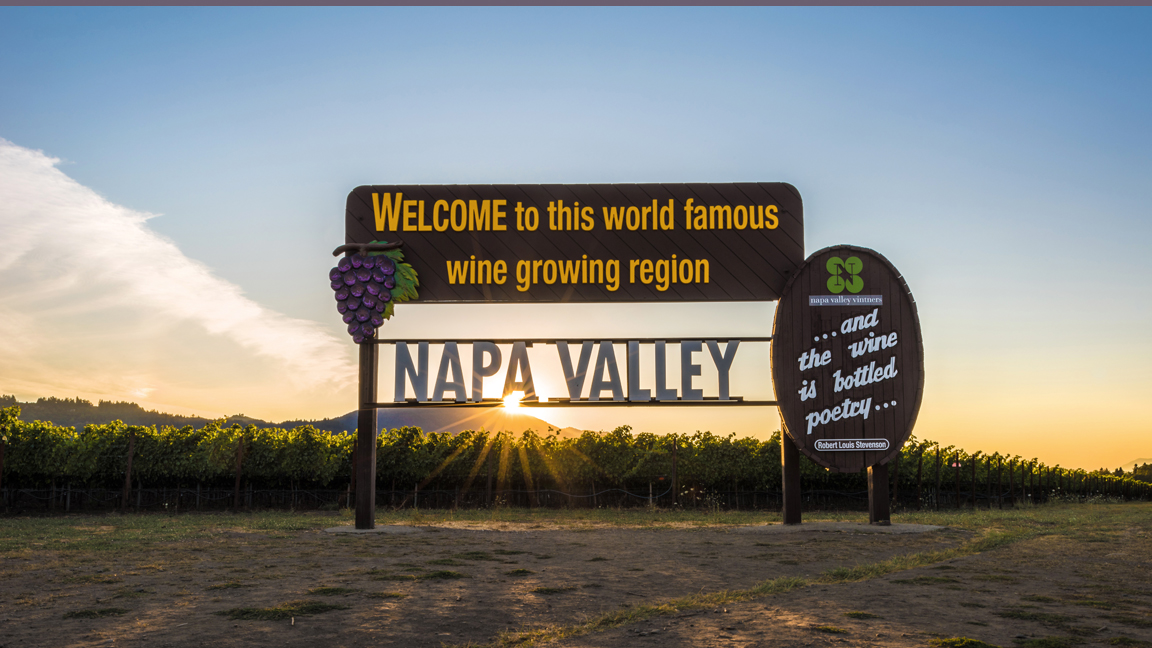 WELCOME to this world famous
wine growing region
NAPA VALLEY
N
napa valley vintners
...and
the wine
is bottled
poetry...
Robert Louis Stevenson